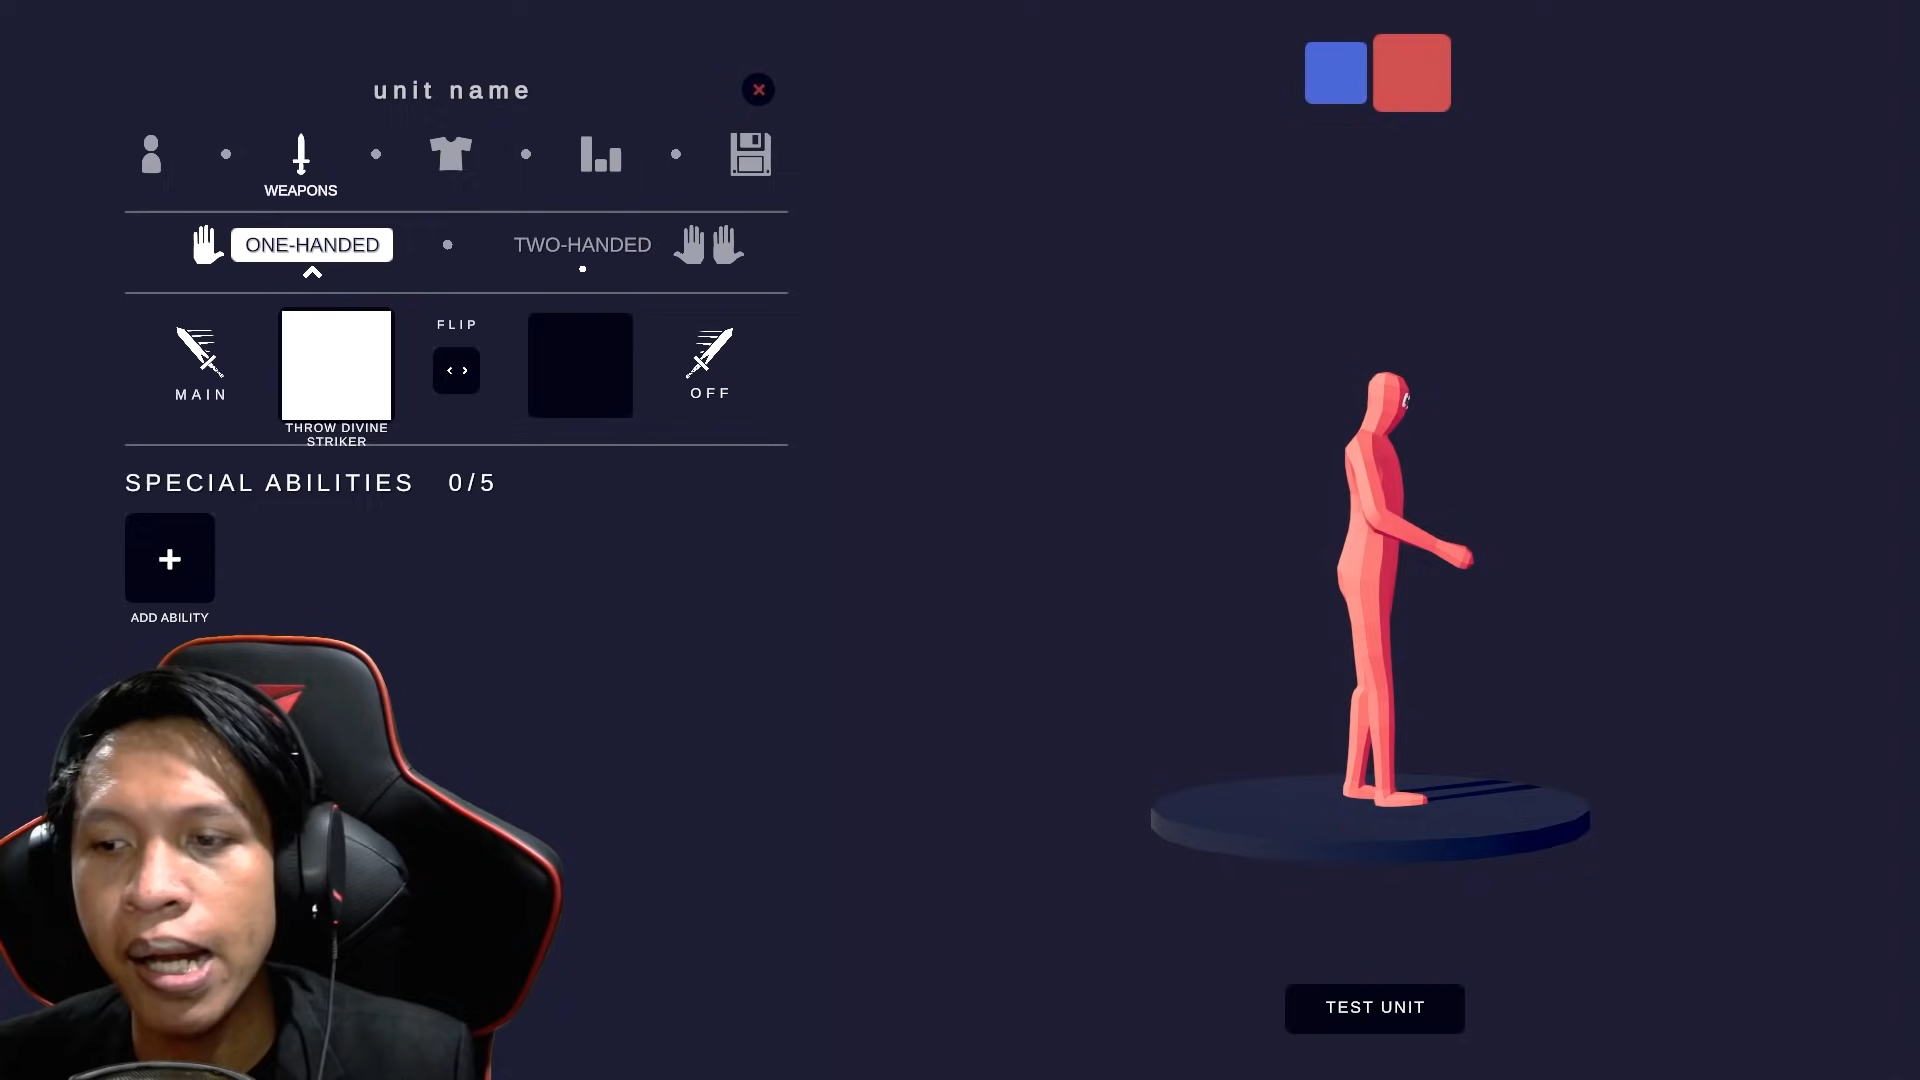 unit name
WEAPONS
ONE-HANDED
TWO-HANDED
FLIP
MAIN
OFF
THROW DIVINE
STRIKER
SPECIAL ABILITIES 0/5
ADD ABILITY
TEST UNIT